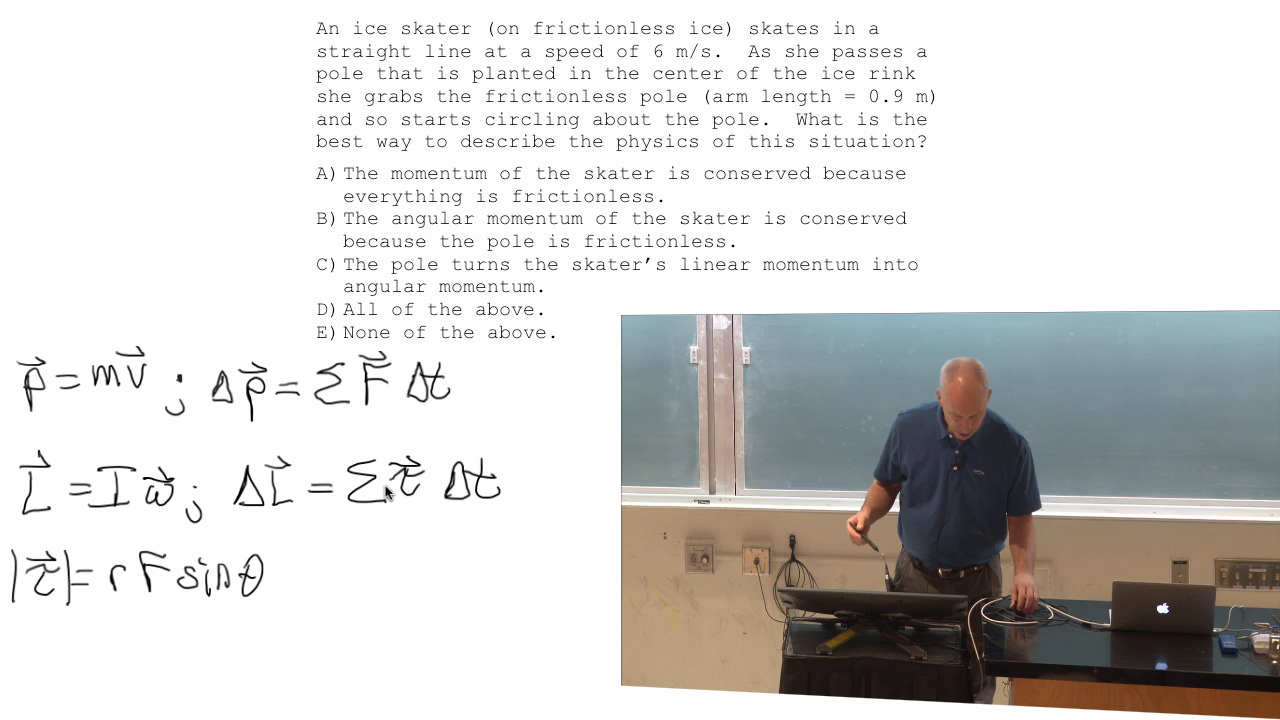 An ice skater (on frictionless ice) skates in a
straight line at a speed of 6 m/s.  As she passes a
pole that is planted in the center of the ice rink
she grabs the frictionless pole (arm length = 0.9 m)
and so starts circling about the pole.  What is the
best way to describe the physics of this situation?
A) The momentum of the skater is conserved because
everything is frictionless.
B) The angular momentum of the skater is conserved
because the pole is frictionless.
C) The pole turns the skater's linear momentum into
angular momentum.
D) All of the above.
E) None of the above.
p⃗ = mv⃗ ; Δp⃗ = ΣF⃗ Δt
L⃗ = Iω⃗ ; ΔL⃗ = Στ⃗ Δt
|τ⃗| = r F sinθ